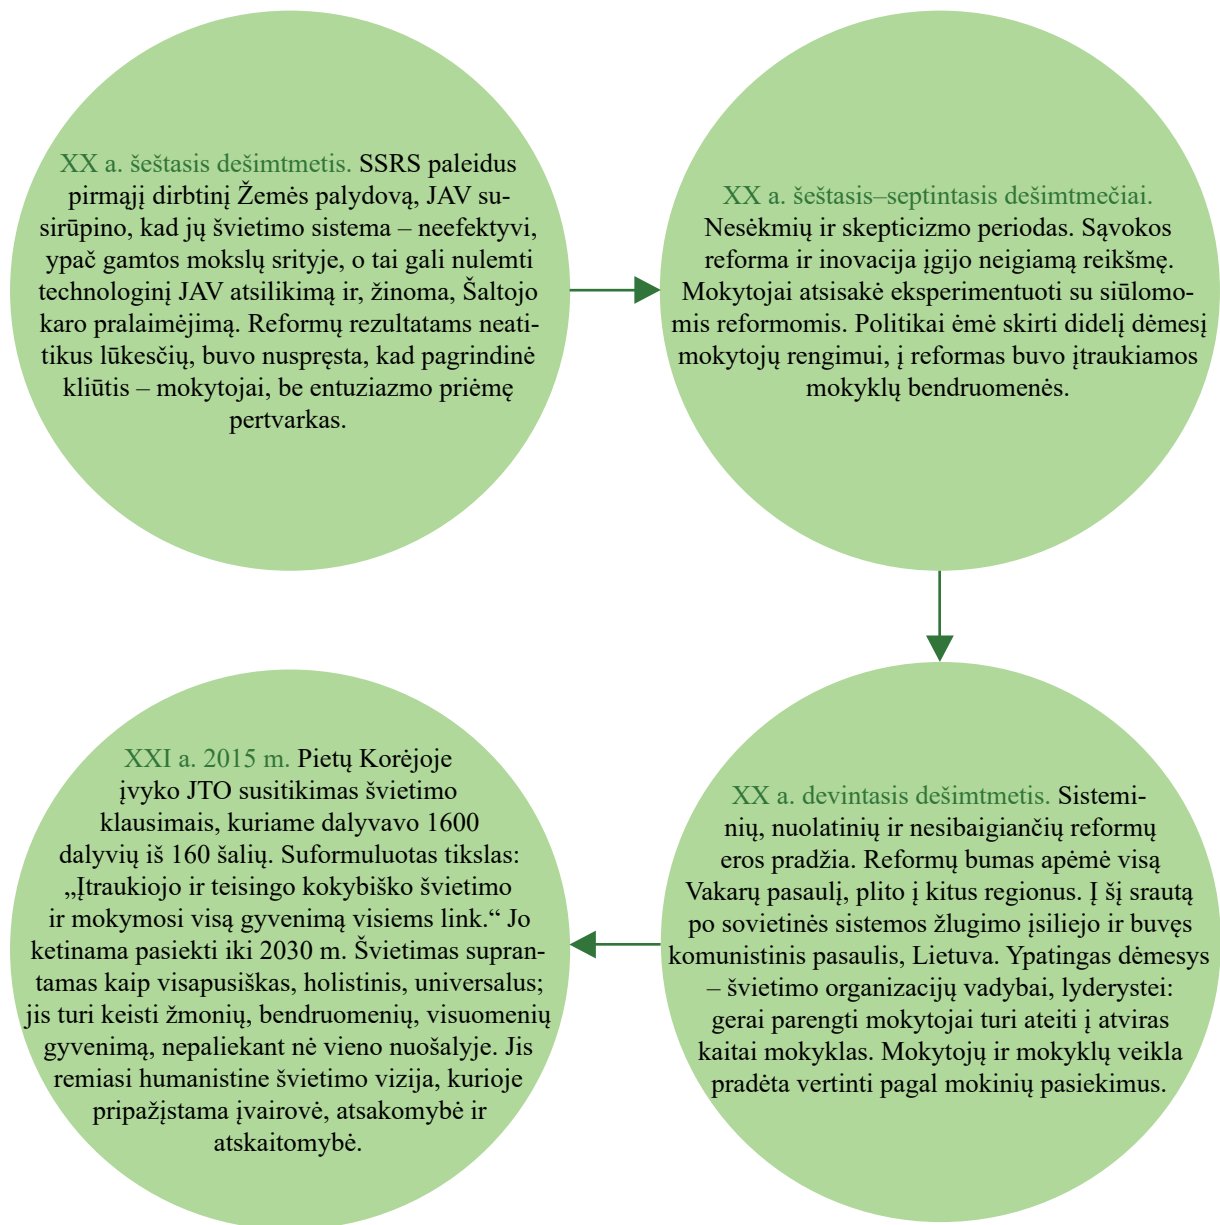 XX a. šeštasis dešimtmetis. SSRS paleidus
pirmąjį dirbtinį Žemės palydovą, JAV su-
sirūpino, kad jų švietimo sistema – neefektyvi,
ypač gamtos mokslų srityje, o tai gali nulemti
technologinį JAV atsilikimą ir, žinoma, Šaltojo
karo pralaimėjimą. Reformų rezultatams neati-
tikus lūkesčių, buvo nuspręsta, kad pagrindinė
kliūtis – mokytojai, be entuziazmo priėmę
pertvarkas.
XX a. šeštasis–septintasis dešimtmečiai.
Nesėkmių ir skepticizmo periodas. Sąvokos
reforma ir inovacija įgijo neigiamą reikšmę.
Mokytojai atsisakė eksperimentuoti su siūlomo-
mis reformomis. Politikai ėmė skirti didelį dėmesį
mokytojų rengimui, į reformas buvo įtraukiamos
mokyklų bendruomenės.
XX a. devintasis dešimtmetis. Sistemi-
nių, nuolatinių ir nesibaigiančių reformų
eros pradžia. Reformų bumas apėmė visą
Vakarų pasaulį, plito į kitus regionus. Į šį srautą
po sovietinės sistemos žlugimo įsiliejo ir buvęs
komunistinis pasaulis, Lietuva. Ypatingas dėmesys
– švietimo organizacijų vadybai, lyderystei:
gerai parengti mokytojai turi ateiti į atviras
kaitai mokyklas. Mokytojų ir mokyklų veikla
pradėta vertinti pagal mokinių pasiekimus.
XXI a. 2015 m. Pietų Korėjoje
įvyko JTO susitikimas švietimo
klausimais, kuriame dalyvavo 1600
dalyvių iš 160 šalių. Suformuluotas tikslas:
„Įtraukiojo ir teisingo kokybiško švietimo
ir mokymosi visą gyvenimą visiems link.“ Jo
ketinama pasiekti iki 2030 m. Švietimas supran-
tamas kaip visapusiškas, holistinis, universalus;
jis turi keisti žmonių, bendruomenių, visuomenių
gyvenimą, nepaliekant nė vieno nuošalyje. Jis
remiasi humanistine švietimo vizija, kurioje
pripažįstama įvairovė, atsakomybė ir
atskaitomybė.